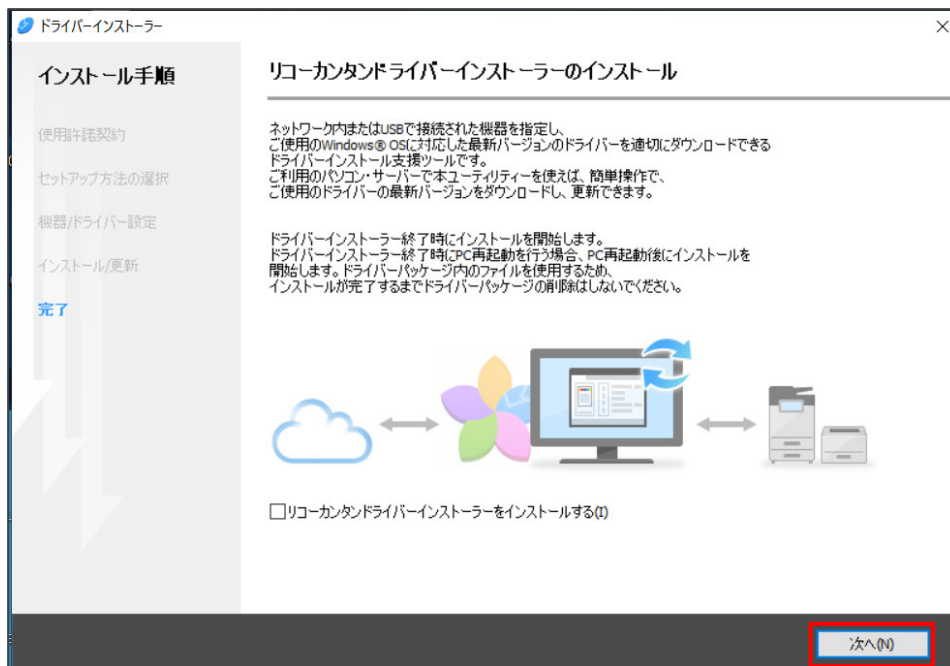 ドライバーインストーラー
インストール手順
使用許諾契約
セットアップ方法の選択
機器/ドライバー設定
インストール/更新
完了
リコーカンタンドライバーインストーラーのインストール
ネットワーク内またはUSBで接続された機器を指定し、
ご使用のWindows® OSに対応した最新バージョンのドライバーを適切にダウンロードできる
ドライバーインストール支援ツールです。
ご利用のパソコン・サーバーで本ユーティリティーを使えば、簡単操作で、
ご使用のドライバーの最新バージョンをダウンロードし、更新できます。
ドライバーインストーラー終了時にインストールを開始します。
ドライバーインストーラー終了時にPC再起動を行う場合、PC再起動後にインストールを
開始します。ドライバーパッケージ内のファイルを使用するため、
インストールが完了するまでドライバーパッケージの削除はしないでください。
リコーカンタンドライバーインストーラーをインストールする(I)
次へ(N)